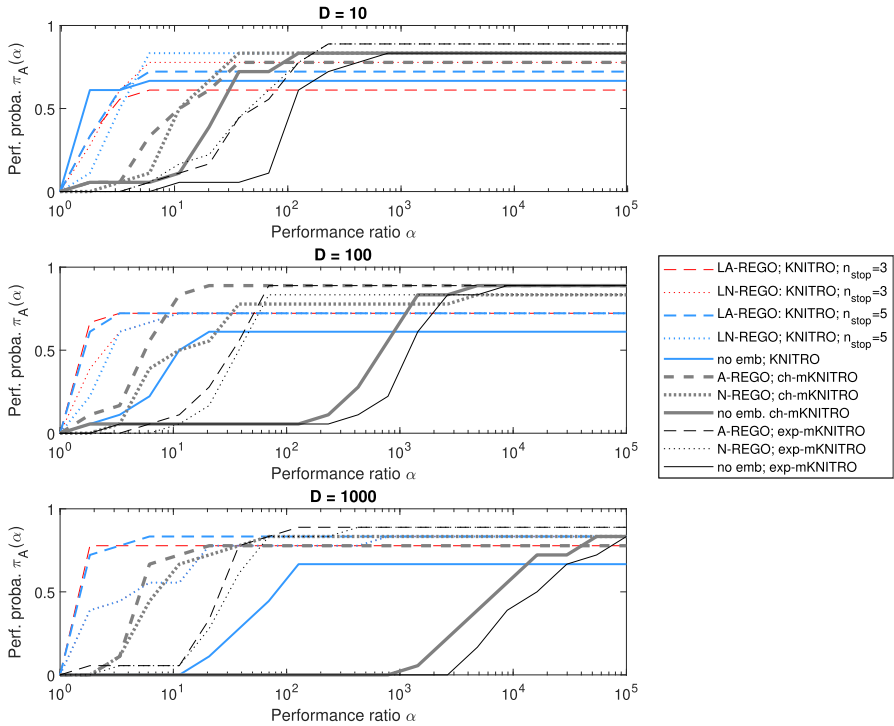 D = 10
Perf. proba. π_A(α)
1
0.5
0
10^0 10^1 10^2 10^3 10^4 10^5
Performance ratio α
D = 100
Perf. proba. π_A(α)
1
0.5
0
10^0 10^1 10^2 10^3 10^4 10^5
Performance ratio α
D = 1000
Perf. proba. π_A(α)
1
0.5
0
10^0 10^1 10^2 10^3 10^4 10^5
Performance ratio α
LA-REGO; KNITRO; n_stop=3
LN-REGO: KNITRO; n_stop=3
LA-REGO: KNITRO; n_stop=5
LN-REGO: KNITRO; n_stop=5
no emb; KNITRO
A-REGO; ch-mKNITRO
N-REGO; ch-mKNITRO
no emb. ch-mKNITRO
A-REGO; exp-mKNITRO
N-REGO; exp-mKNITRO
no emb; exp-mKNITRO